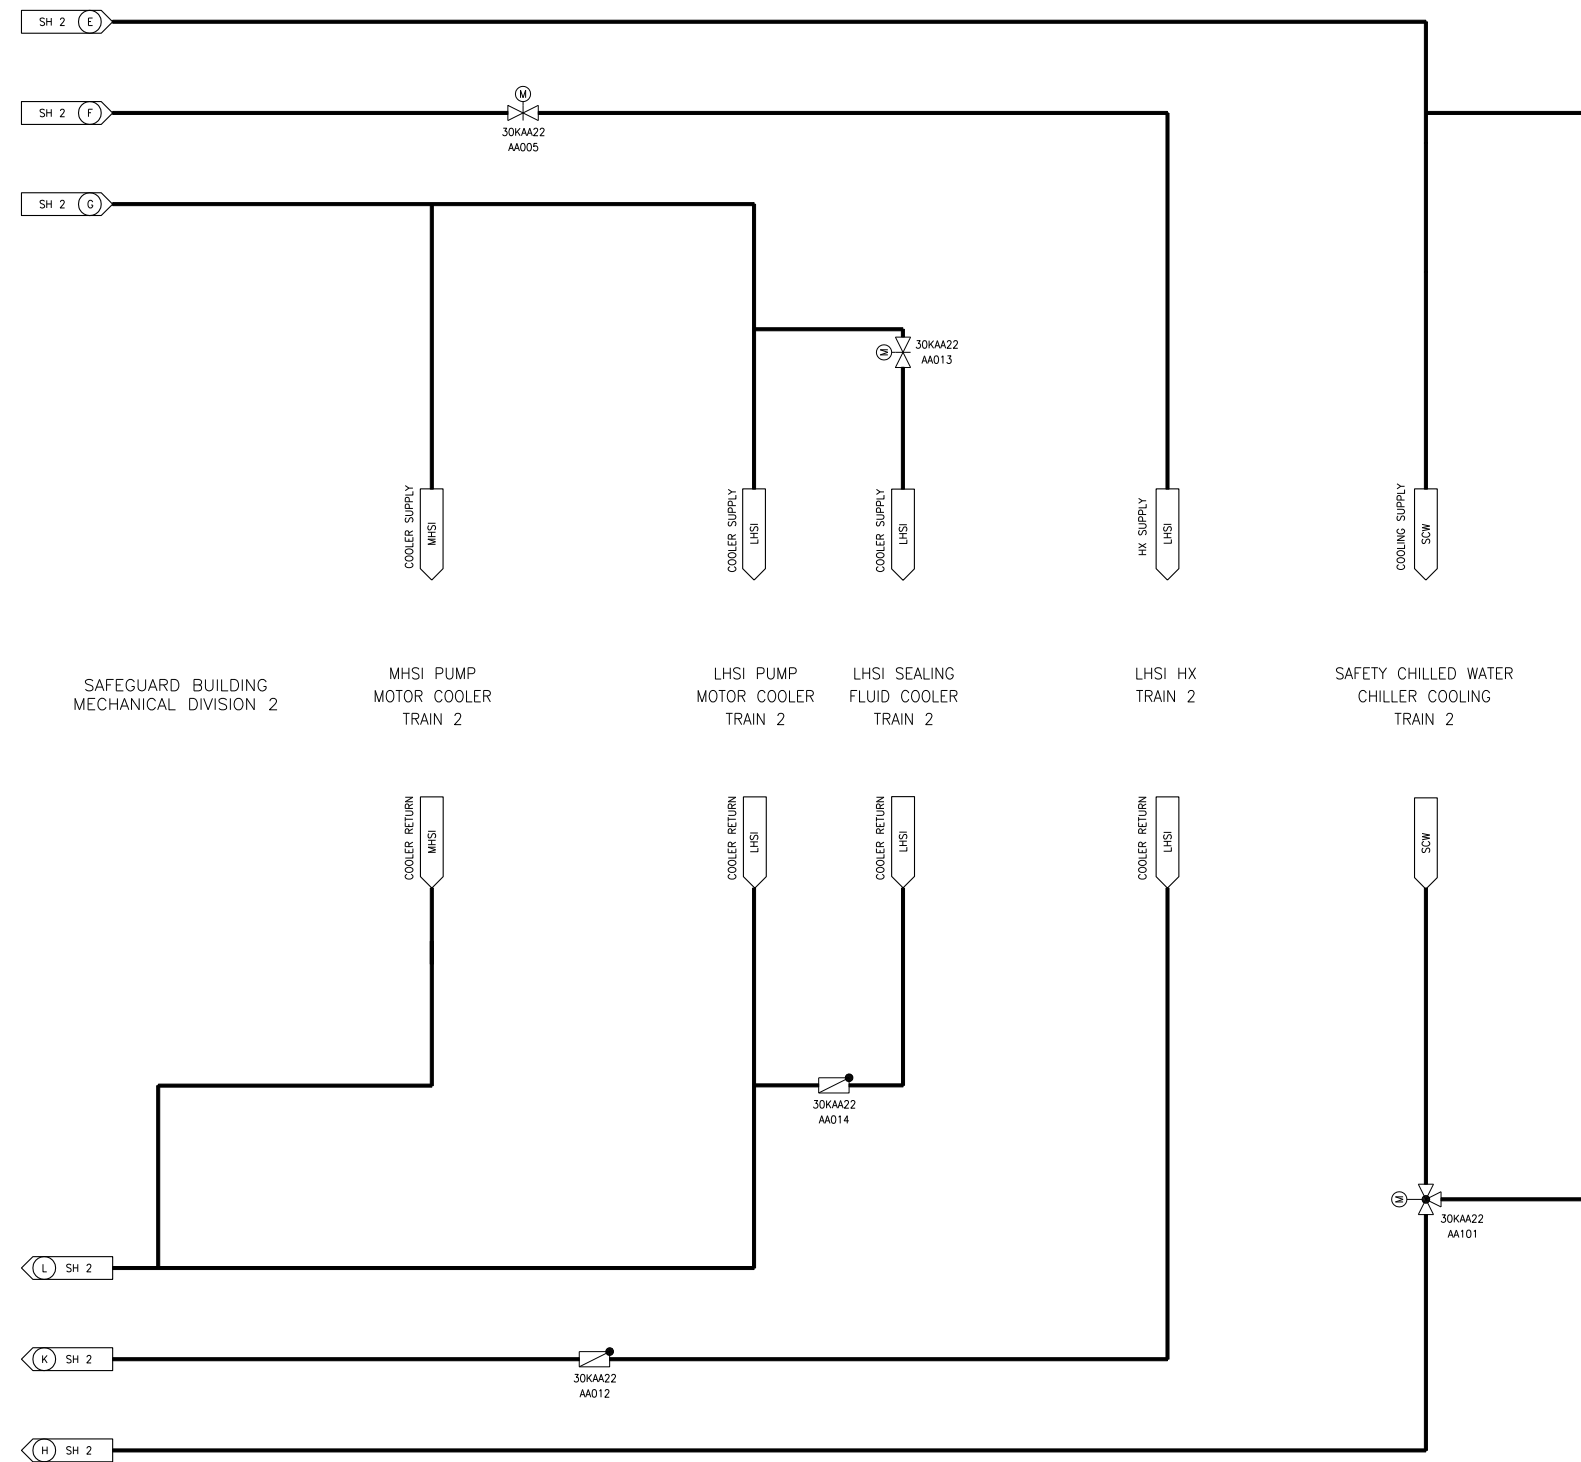 SH 2 E
SH 2 F
M
30KAA22
AA005
SH 2 G
M
30KAA22
AA013
COOLER SUPPLY
MHSI
COOLER SUPPLY
LHSI
COOLER SUPPLY
LHSI
HX SUPPLY
LHSI
COOLING SUPPLY
SCW
SAFEGUARD BUILDING
MECHANICAL DIVISION 2
MHSI PUMP
MOTOR COOLER
TRAIN 2
LHSI PUMP
MOTOR COOLER
TRAIN 2
LHSI SEALING
FLUID COOLER
TRAIN 2
LHSI HX
TRAIN 2
SAFETY CHILLED WATER
CHILLER COOLING
TRAIN 2
COOLER RETURN
MHSI
COOLER RETURN
LHSI
COOLER RETURN
LHSI
COOLER RETURN
LHSI
SCW
30KAA22
AA014
M
30KAA22
AA101
L SH 2
K SH 2
30KAA22
AA012
H SH 2